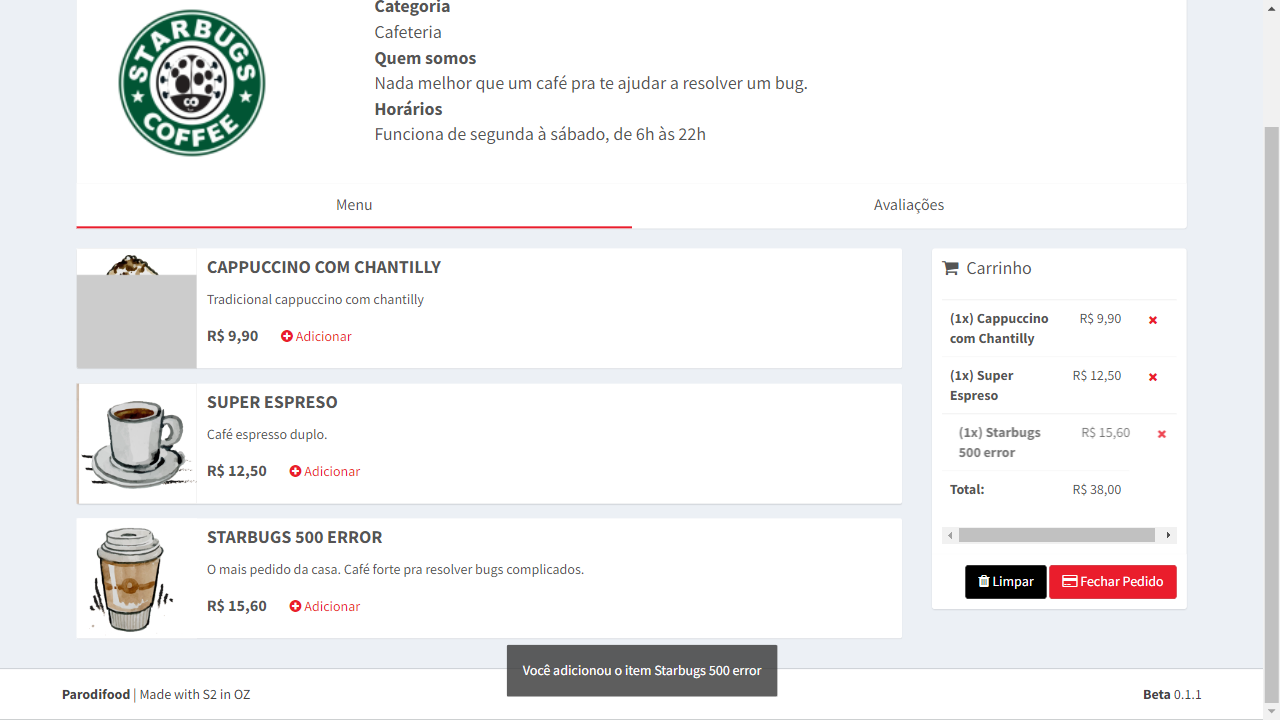 STARBUGS
COFFEE
Categoria
Cafeteria
Quem somos
Nada melhor que um café pra te ajudar a resolver um bug.
Horários
Funciona de segunda à sábado, de 6h às 22h
Menu
Avaliações
CAPPUCCINO COM CHANTILLY
Tradicional cappuccino com chantilly
R$ 9,90 Adicionar
SUPER ESPRESO
Café espresso duplo.
R$ 12,50 Adicionar
STARBUGS 500 ERROR
O mais pedido da casa. Café forte pra resolver bugs complicados.
R$ 15,60 Adicionar
Carrinho
(1x) Cappuccino R$ 9,90
com Chantilly
(1x) Super R$ 12,50
Espreso
(1x) Starbugs R$ 15,60
500 error
Total: R$ 38,00
Limpar Fechar Pedido
Você adicionou o item Starbugs 500 error
Parodifood | Made with S2 in OZ
Beta 0.1.1